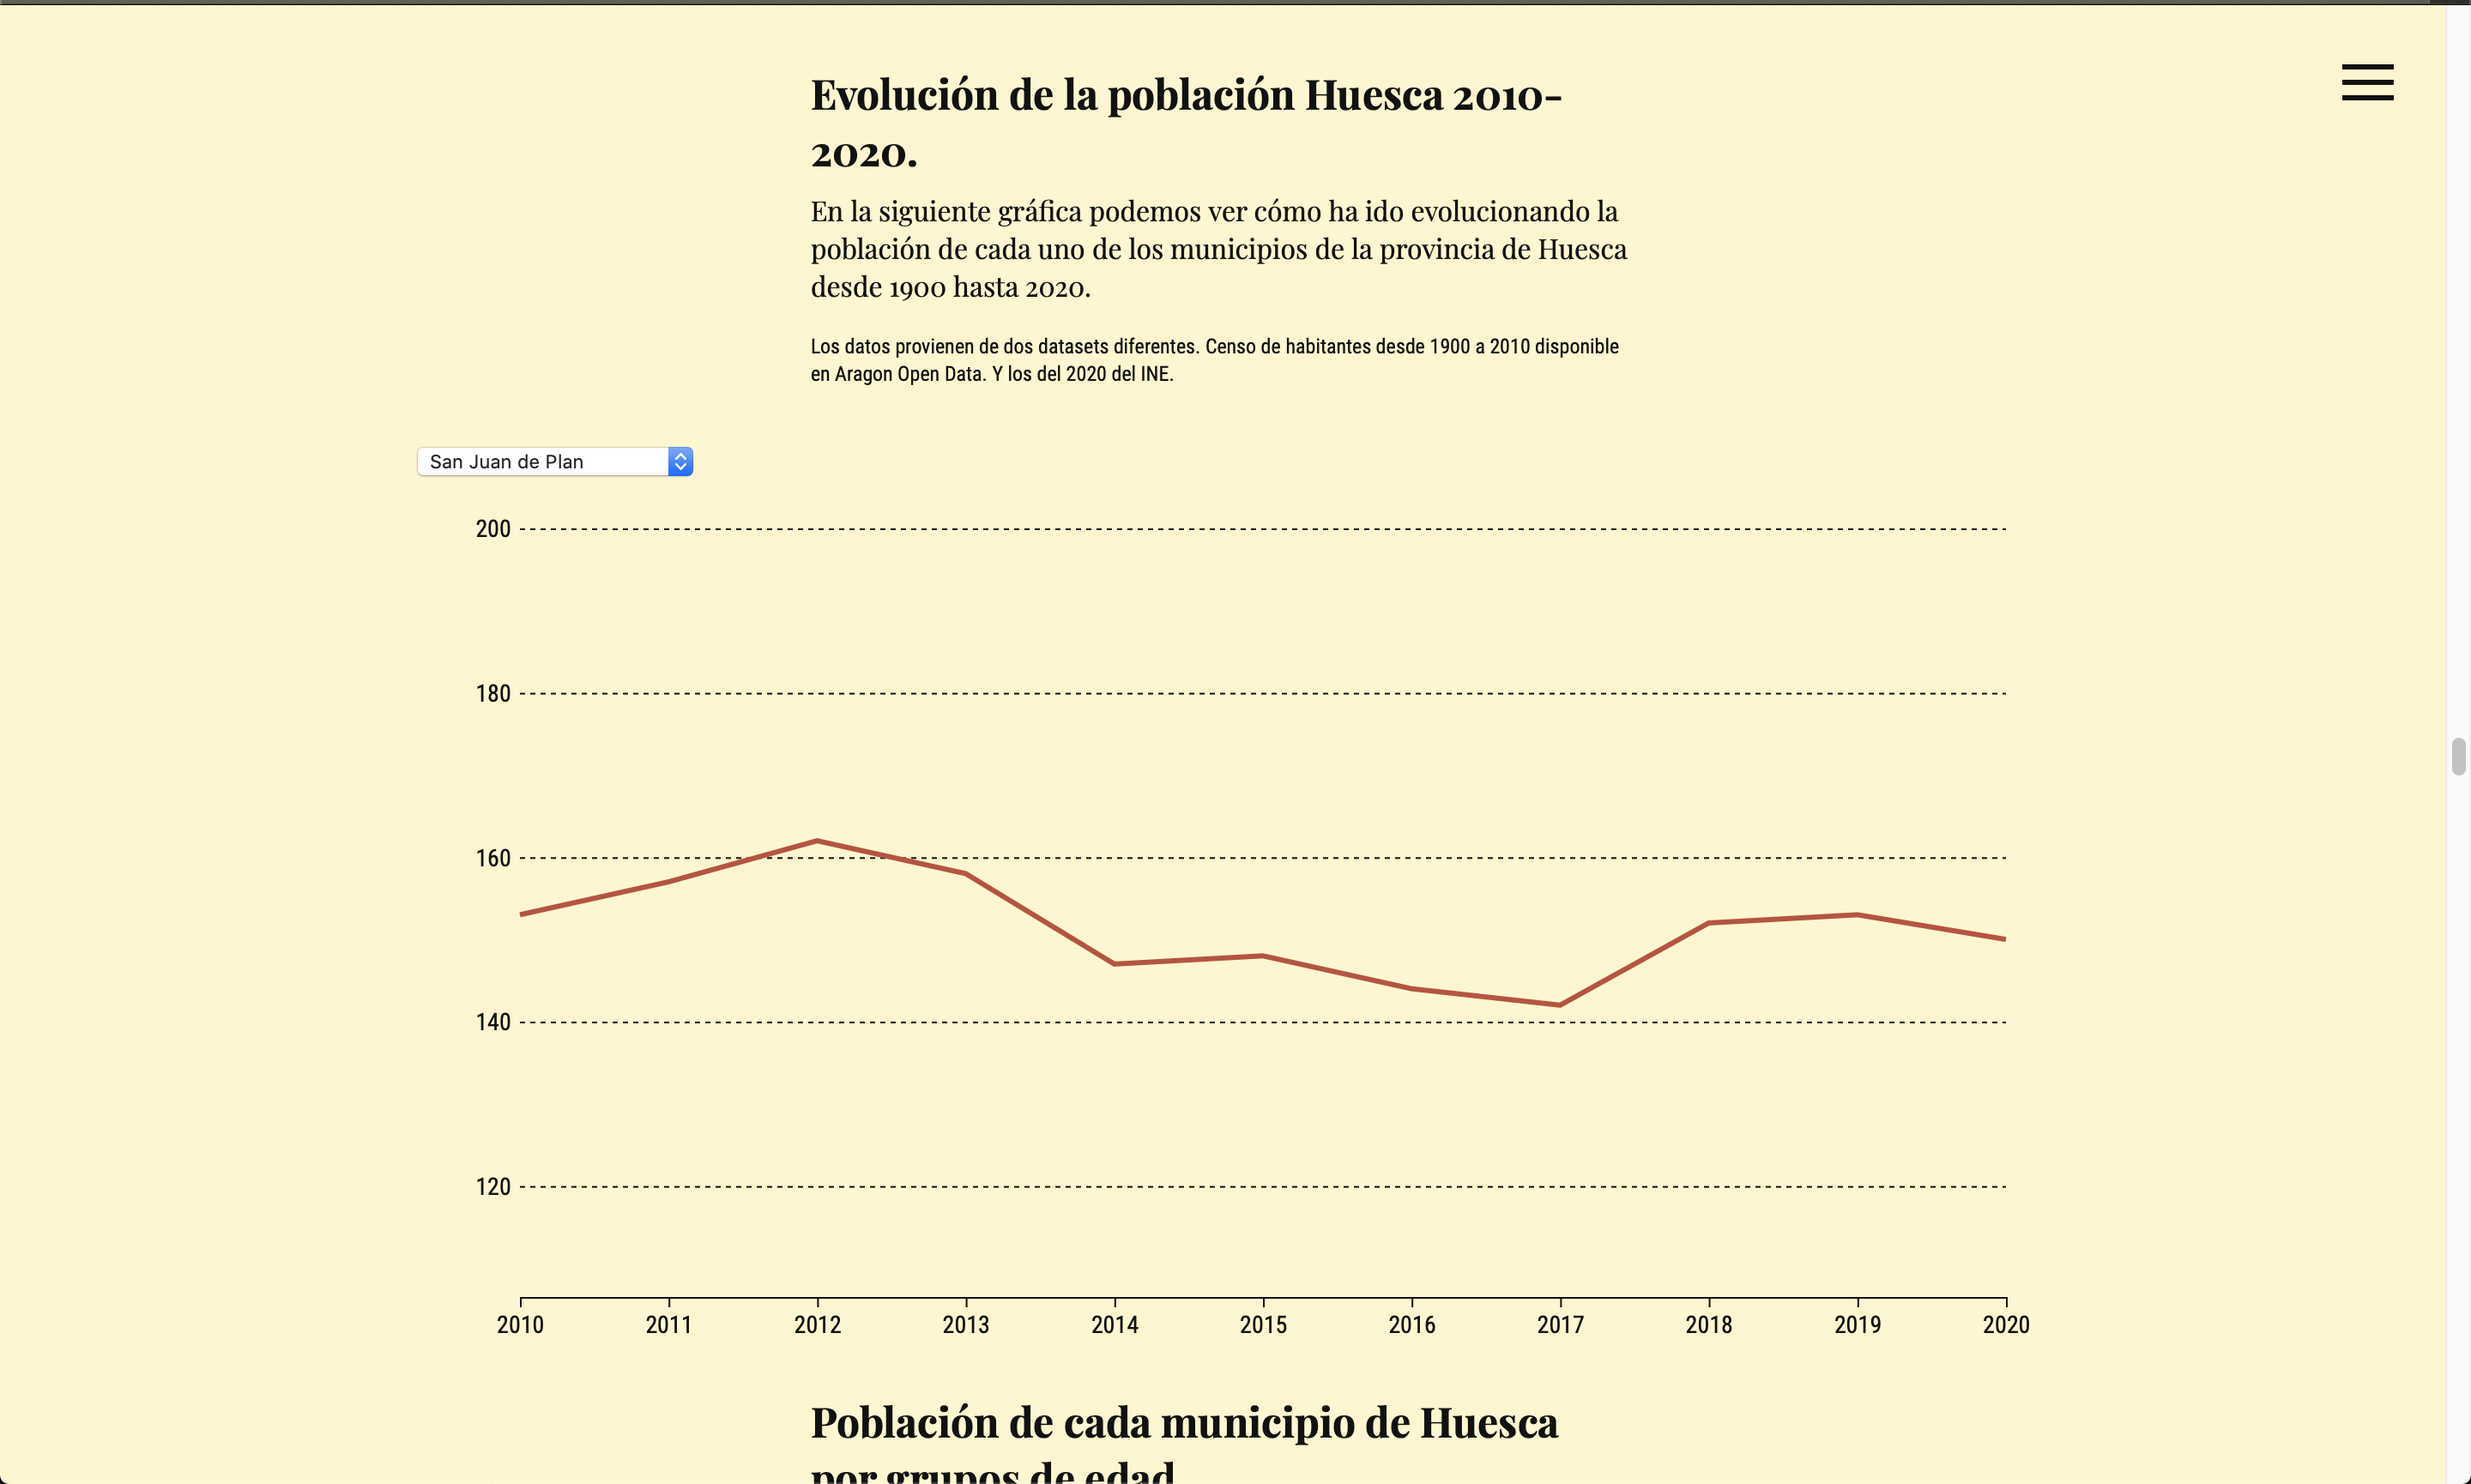 Evolución de la población Huesca 2010-
2020.
En la siguiente gráfica podemos ver cómo ha ido evolucionando la
población de cada uno de los municipios de la provincia de Huesca
desde 1900 hasta 2020.
Los datos provienen de dos datasets diferentes. Censo de habitantes desde 1900 a 2010 disponible
en Aragon Open Data. Y los del 2020 del INE.
San Juan de Plan
200
180
160
140
120
2010 2011 2012 2013 2014 2015 2016 2017 2018 2019 2020
Población de cada municipio de Huesca
por grupos de edad